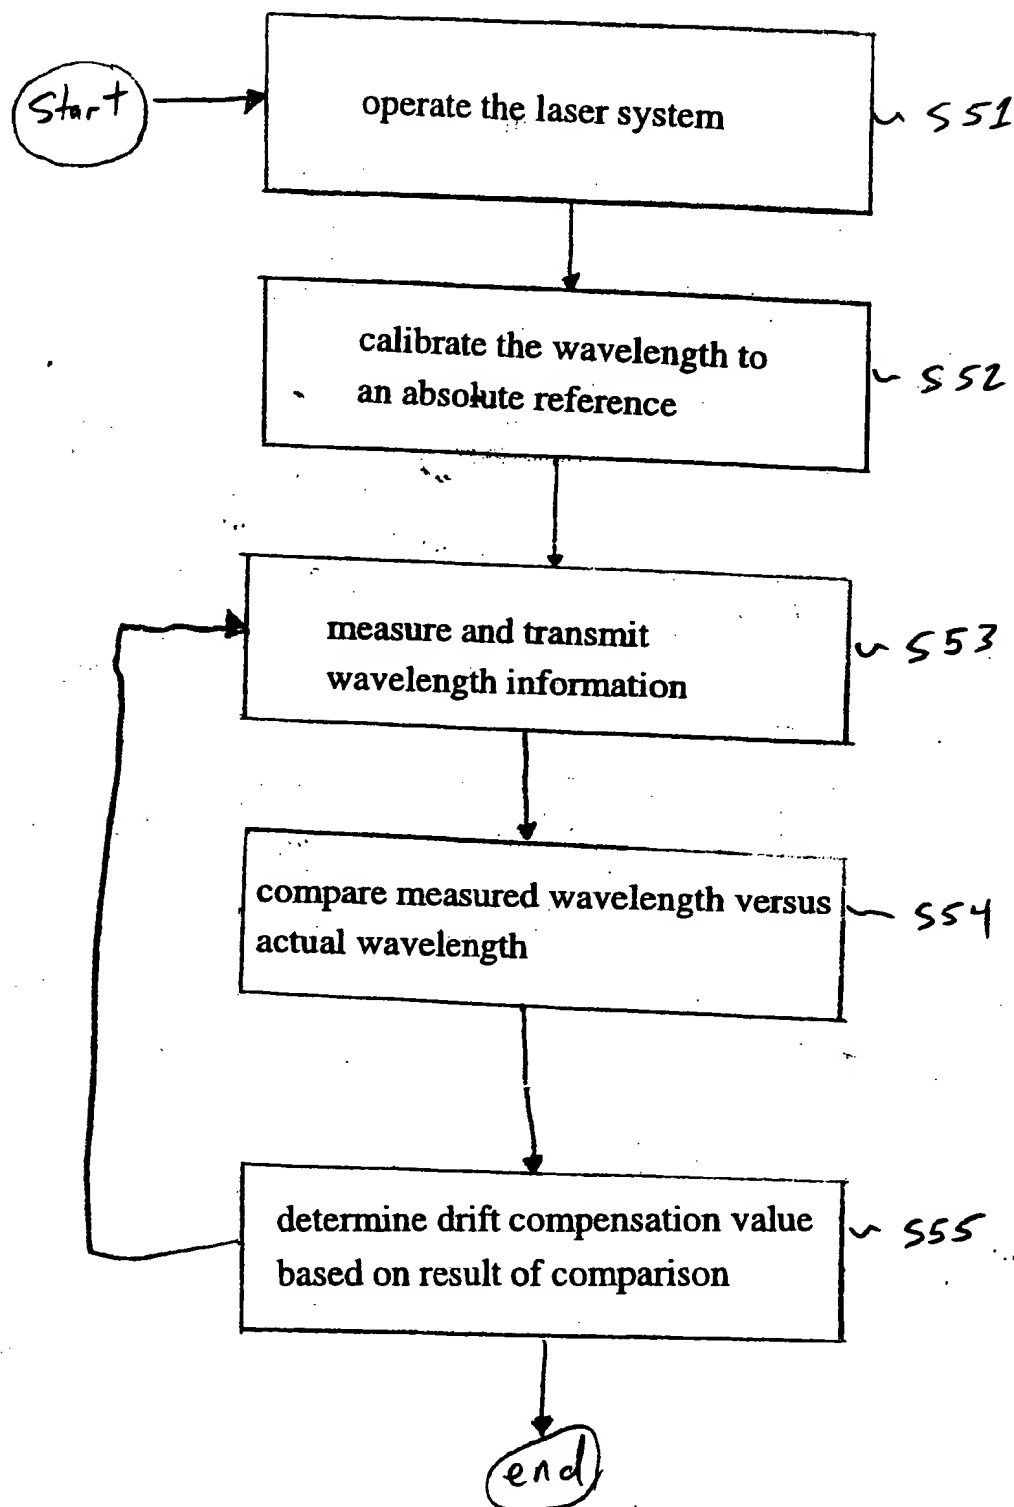 Start
operate the laser system
S51
calibrate the wavelength to
an absolute reference
S52
measure and transmit
wavelength information
S53
compare measured wavelength versus
actual wavelength
S54
determine drift compensation value
based on result of comparison
S55
end